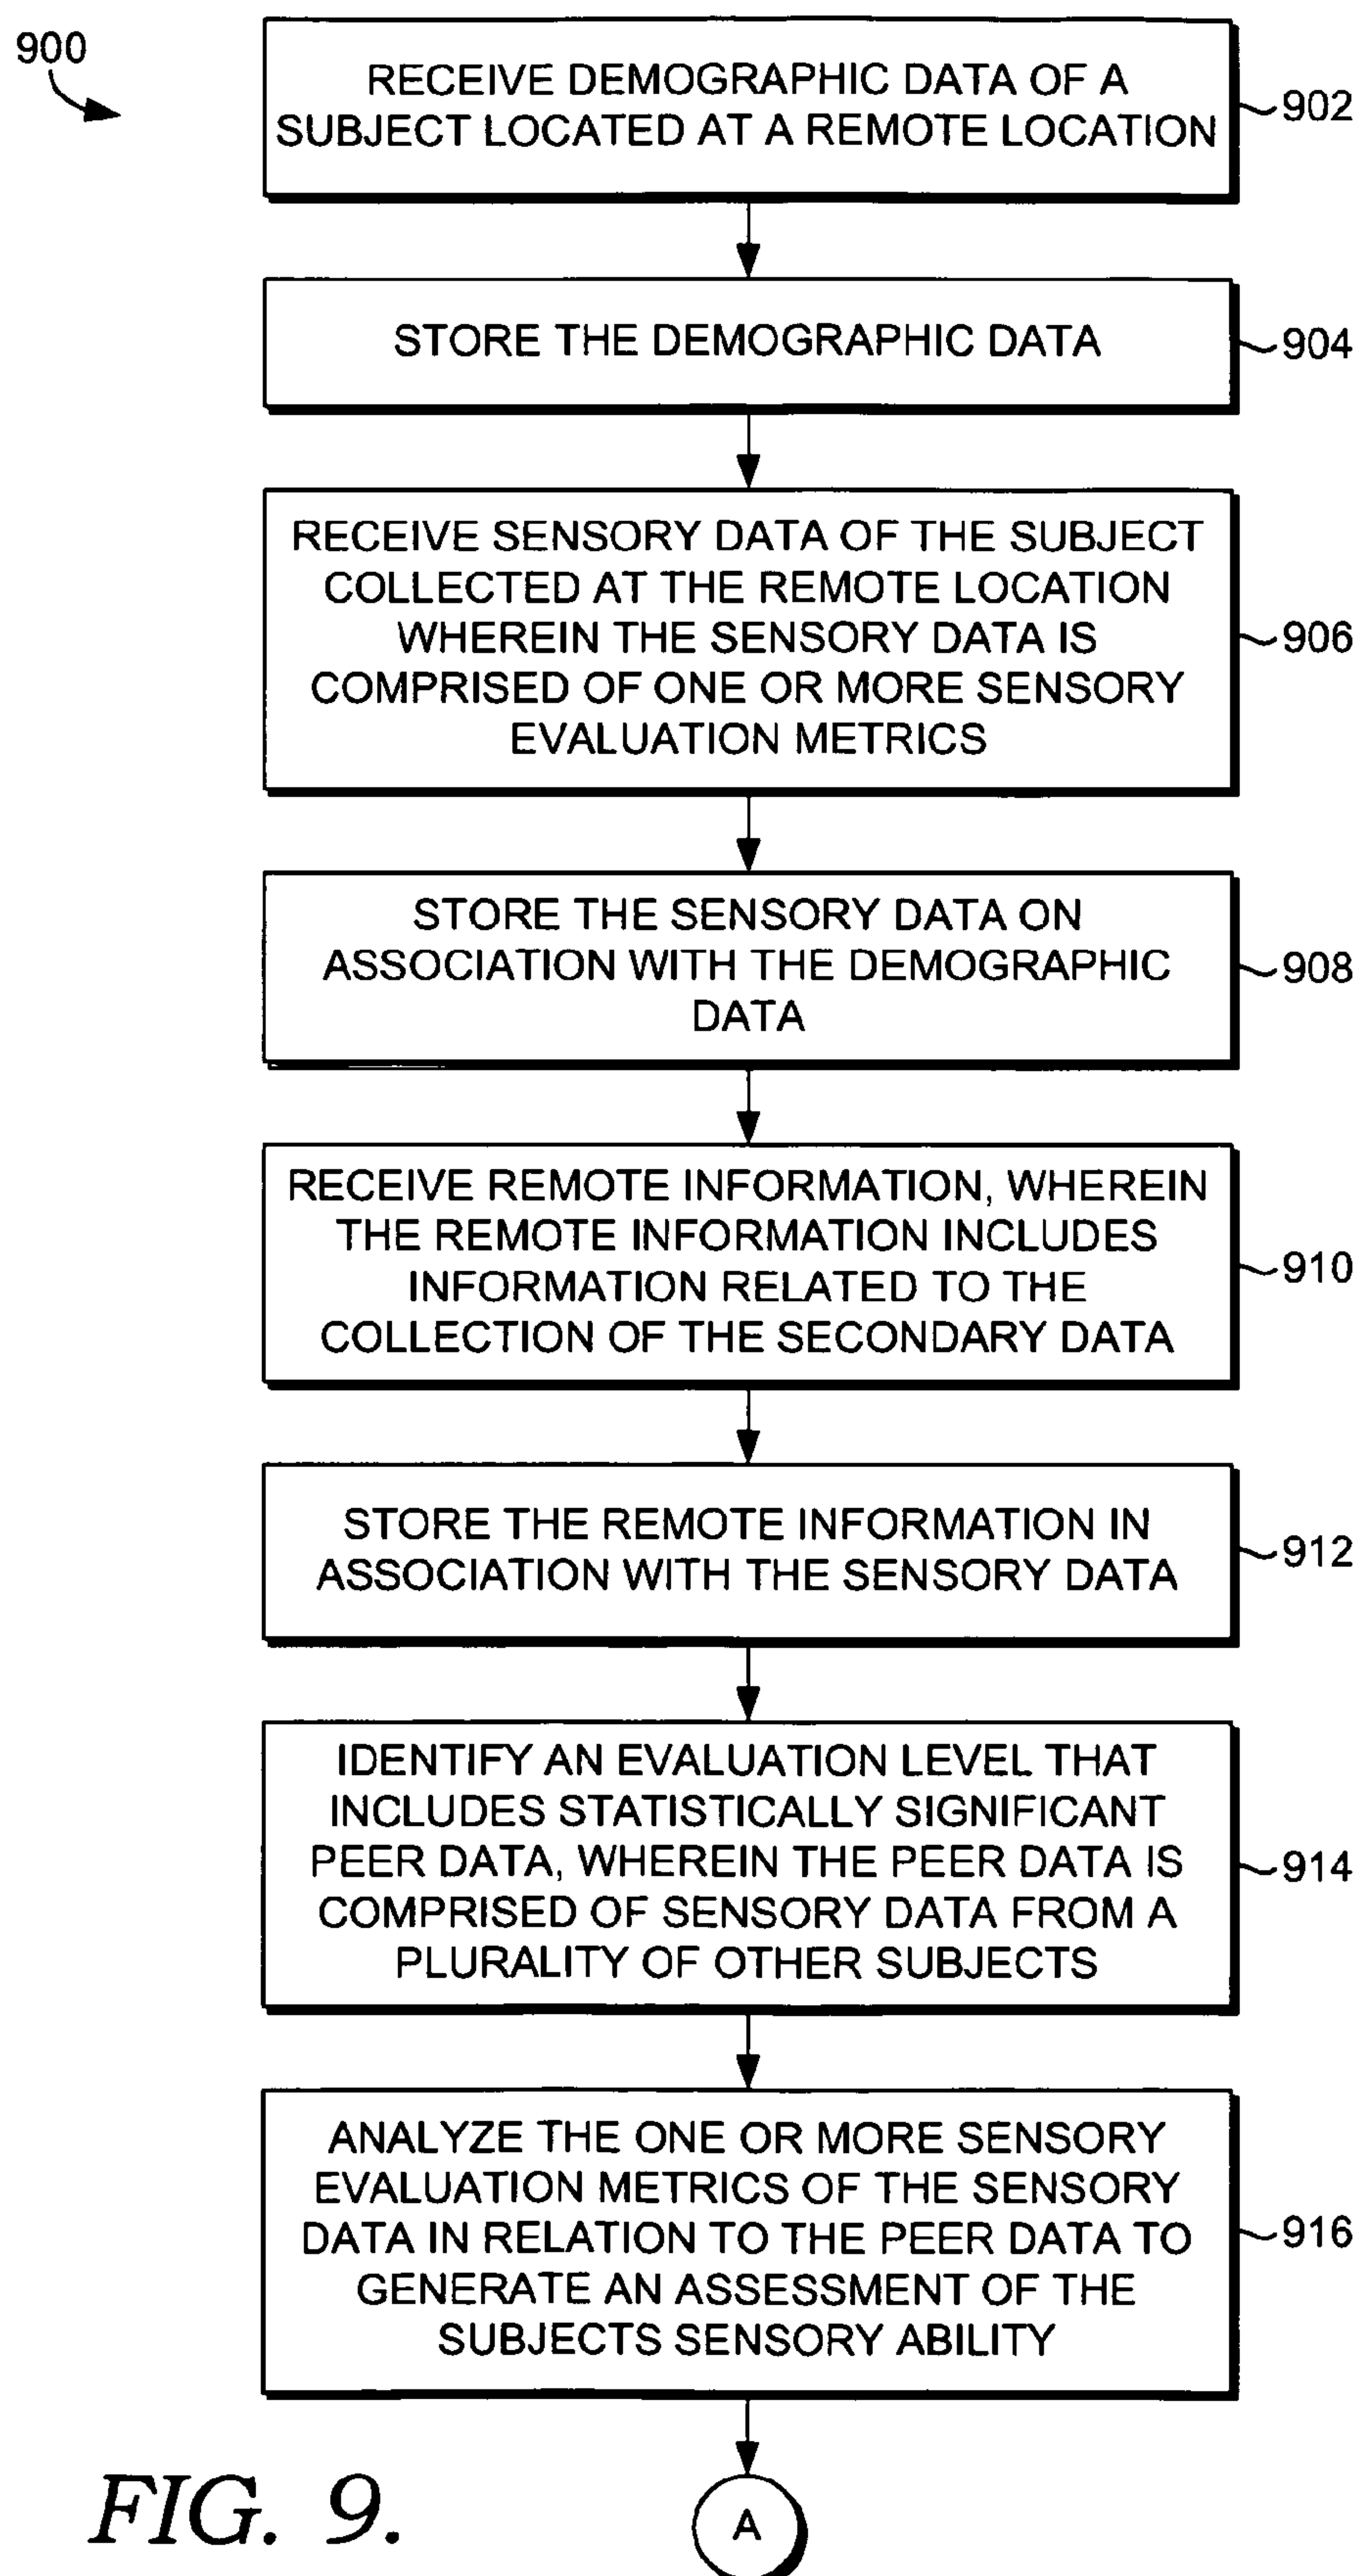 900
RECEIVE DEMOGRAPHIC DATA OF A
SUBJECT LOCATED AT A REMOTE LOCATION
902
STORE THE DEMOGRAPHIC DATA
904
RECEIVE SENSORY DATA OF THE SUBJECT
COLLECTED AT THE REMOTE LOCATION
WHEREIN THE SENSORY DATA IS
COMPRISED OF ONE OR MORE SENSORY
EVALUATION METRICS
906
STORE THE SENSORY DATA ON
ASSOCIATION WITH THE DEMOGRAPHIC
DATA
908
RECEIVE REMOTE INFORMATION, WHEREIN
THE REMOTE INFORMATION INCLUDES
INFORMATION RELATED TO THE
COLLECTION OF THE SECONDARY DATA
910
STORE THE REMOTE INFORMATION IN
ASSOCIATION WITH THE SENSORY DATA
912
IDENTIFY AN EVALUATION LEVEL THAT
INCLUDES STATISTICALLY SIGNIFICANT
PEER DATA, WHEREIN THE PEER DATA IS
COMPRISED OF SENSORY DATA FROM A
PLURALITY OF OTHER SUBJECTS
914
ANALYZE THE ONE OR MORE SENSORY
EVALUATION METRICS OF THE SENSORY
DATA IN RELATION TO THE PEER DATA TO
GENERATE AN ASSESSMENT OF THE
SUBJECTS SENSORY ABILITY
916
A
FIG. 9.